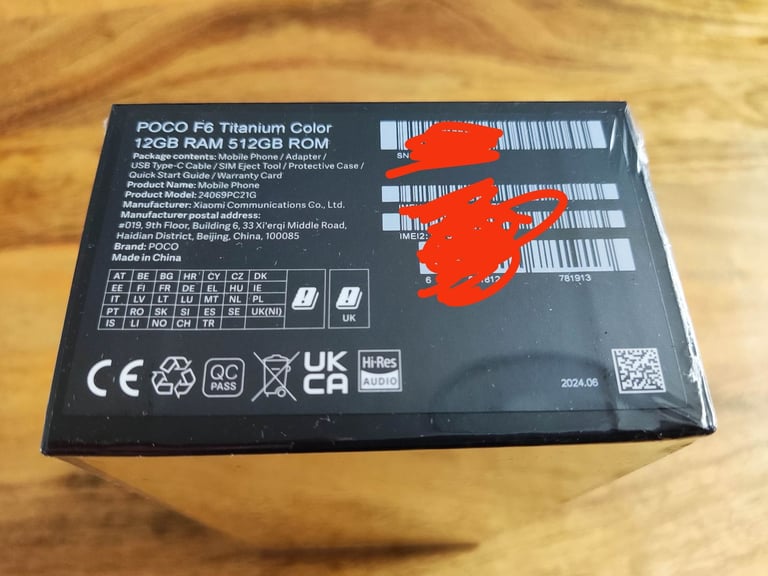 POCO F6 Titanium Color
12GB RAM 512GB ROM
Package contents: Mobile Phone / Adapter /
USB Type-C Cable / SIM Eject Tool / Protective Case /
Quick Start Guide / Warranty Card
Product Name: Mobile Phone
Product Model: 24069PC21G
Manufacturer: Xiaomi Communications Co., Ltd.
Manufacturer postal address:
#019, 9th Floor, Building 6, 33 Xi'erqi Middle Road,
Haidian District, Beijing, China, 100085
Brand: POCO
Made in China
AT BE BG HR CY CZ DK
EE FI FR DE EL HU IE
IT LV LT LU MT NL PL
PT RO SK SI ES SE UK(NI)
IS LI NO CH TR
UK
SN
IMEI2:
6 812 781913
CE
QC
PASS
UK
CA
Hi-Res
AUDIO
2024.06